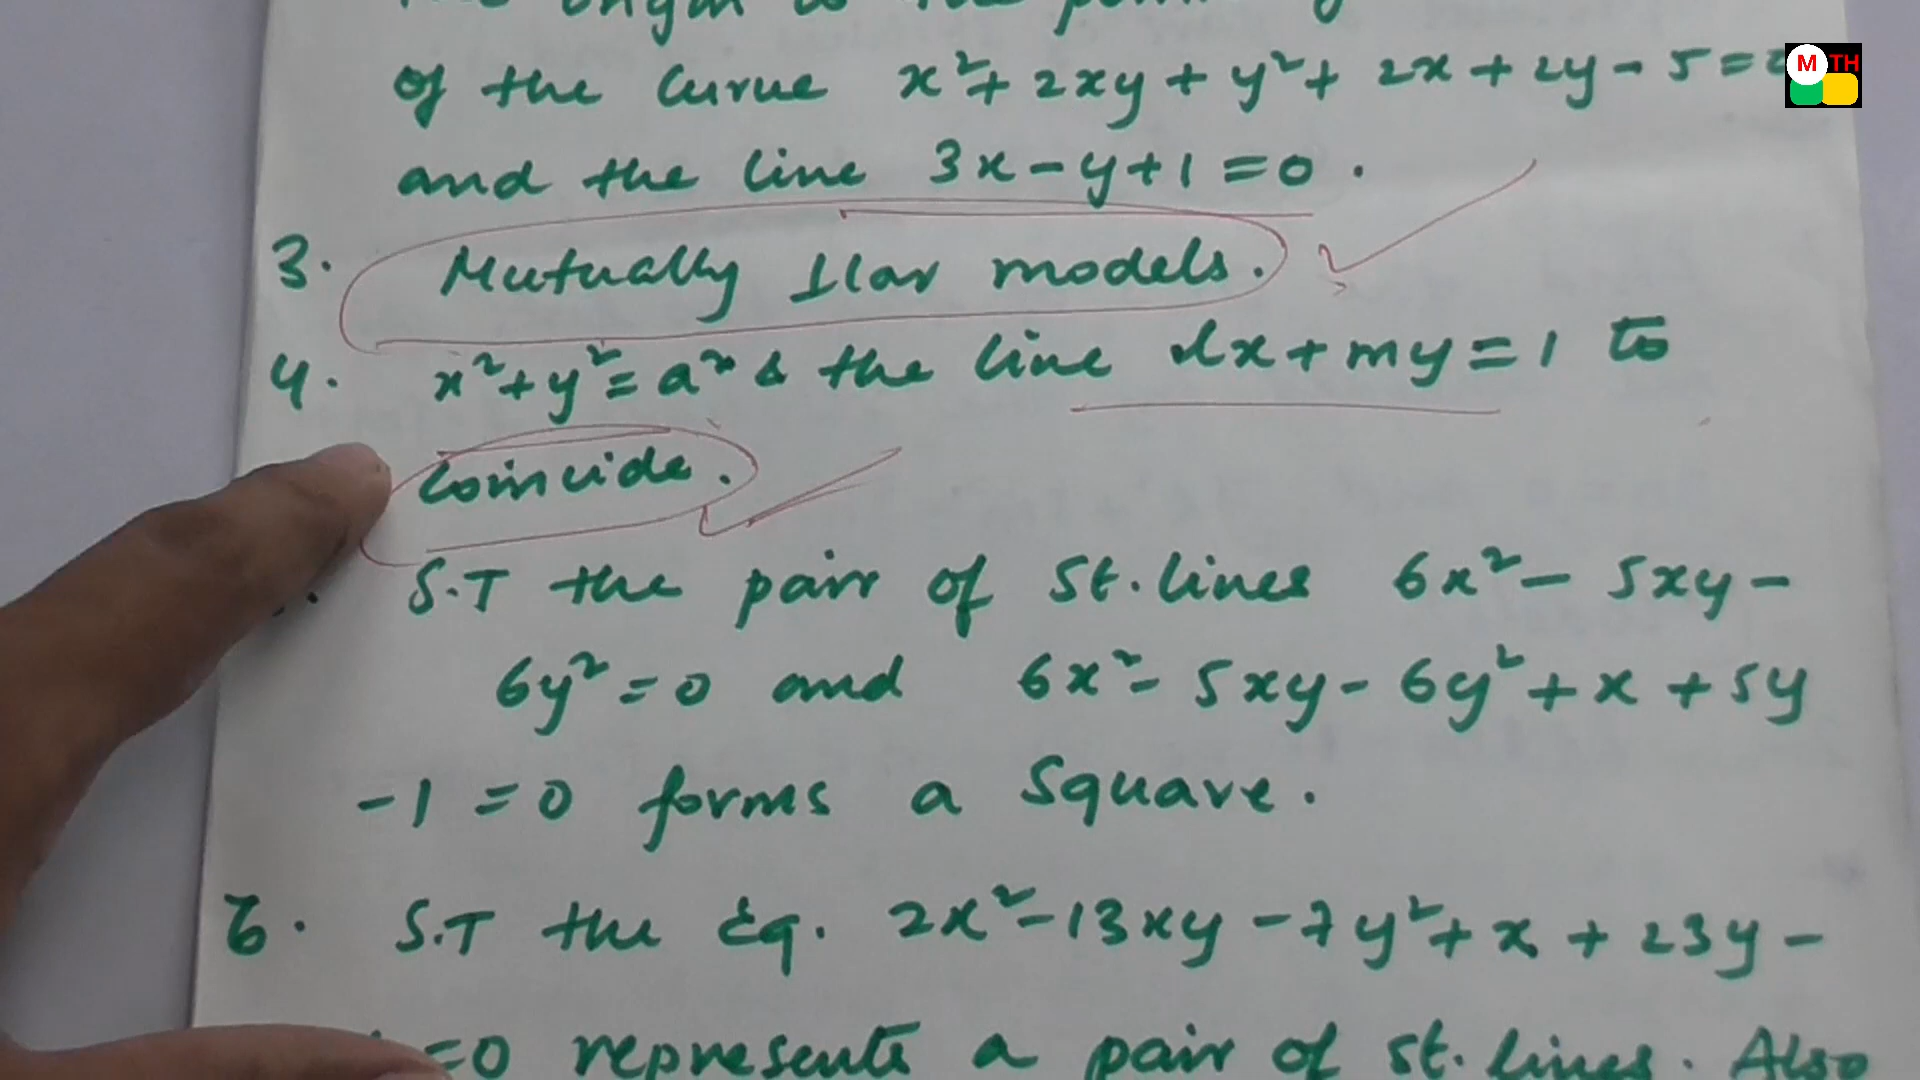 of the curve x²+ 2xy + y²+ 2x + 2y - 5 =
M TH
and the line 3x - y + 1 = 0 .
3. Mutually ⊥lar models.
4. x²+y²=a² & the line lx + my = 1 to
Coincide.
S.T the pair of St. lines 6x² - 5xy -
6y² = 0 and 6x² - 5xy - 6y² + x + 5y
-1 = 0 forms a Square.
6. S.T the Eq. 2x² - 13xy - 7y² + x + 23y -
=0 represents a pair of st. lines. Also